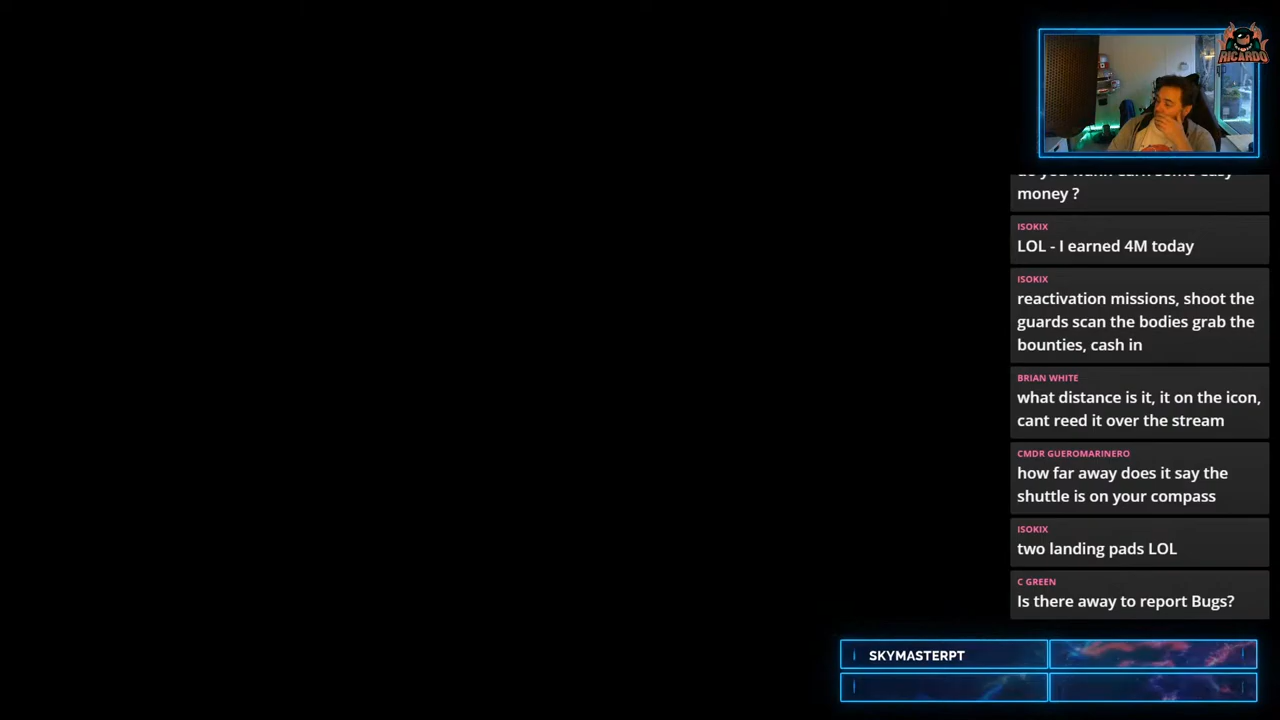 RICARDO
money ?
ISOKIX
LOL - I earned 4M today
ISOKIX
reactivation missions, shoot the
guards scan the bodies grab the
bounties, cash in
BRIAN WHITE
what distance is it, it on the icon,
cant reed it over the stream
CMDR GUEROMARINERO
how far away does it say the
shuttle is on your compass
ISOKIX
two landing pads LOL
C GREEN
Is there away to report Bugs?
SKYMASTERPT